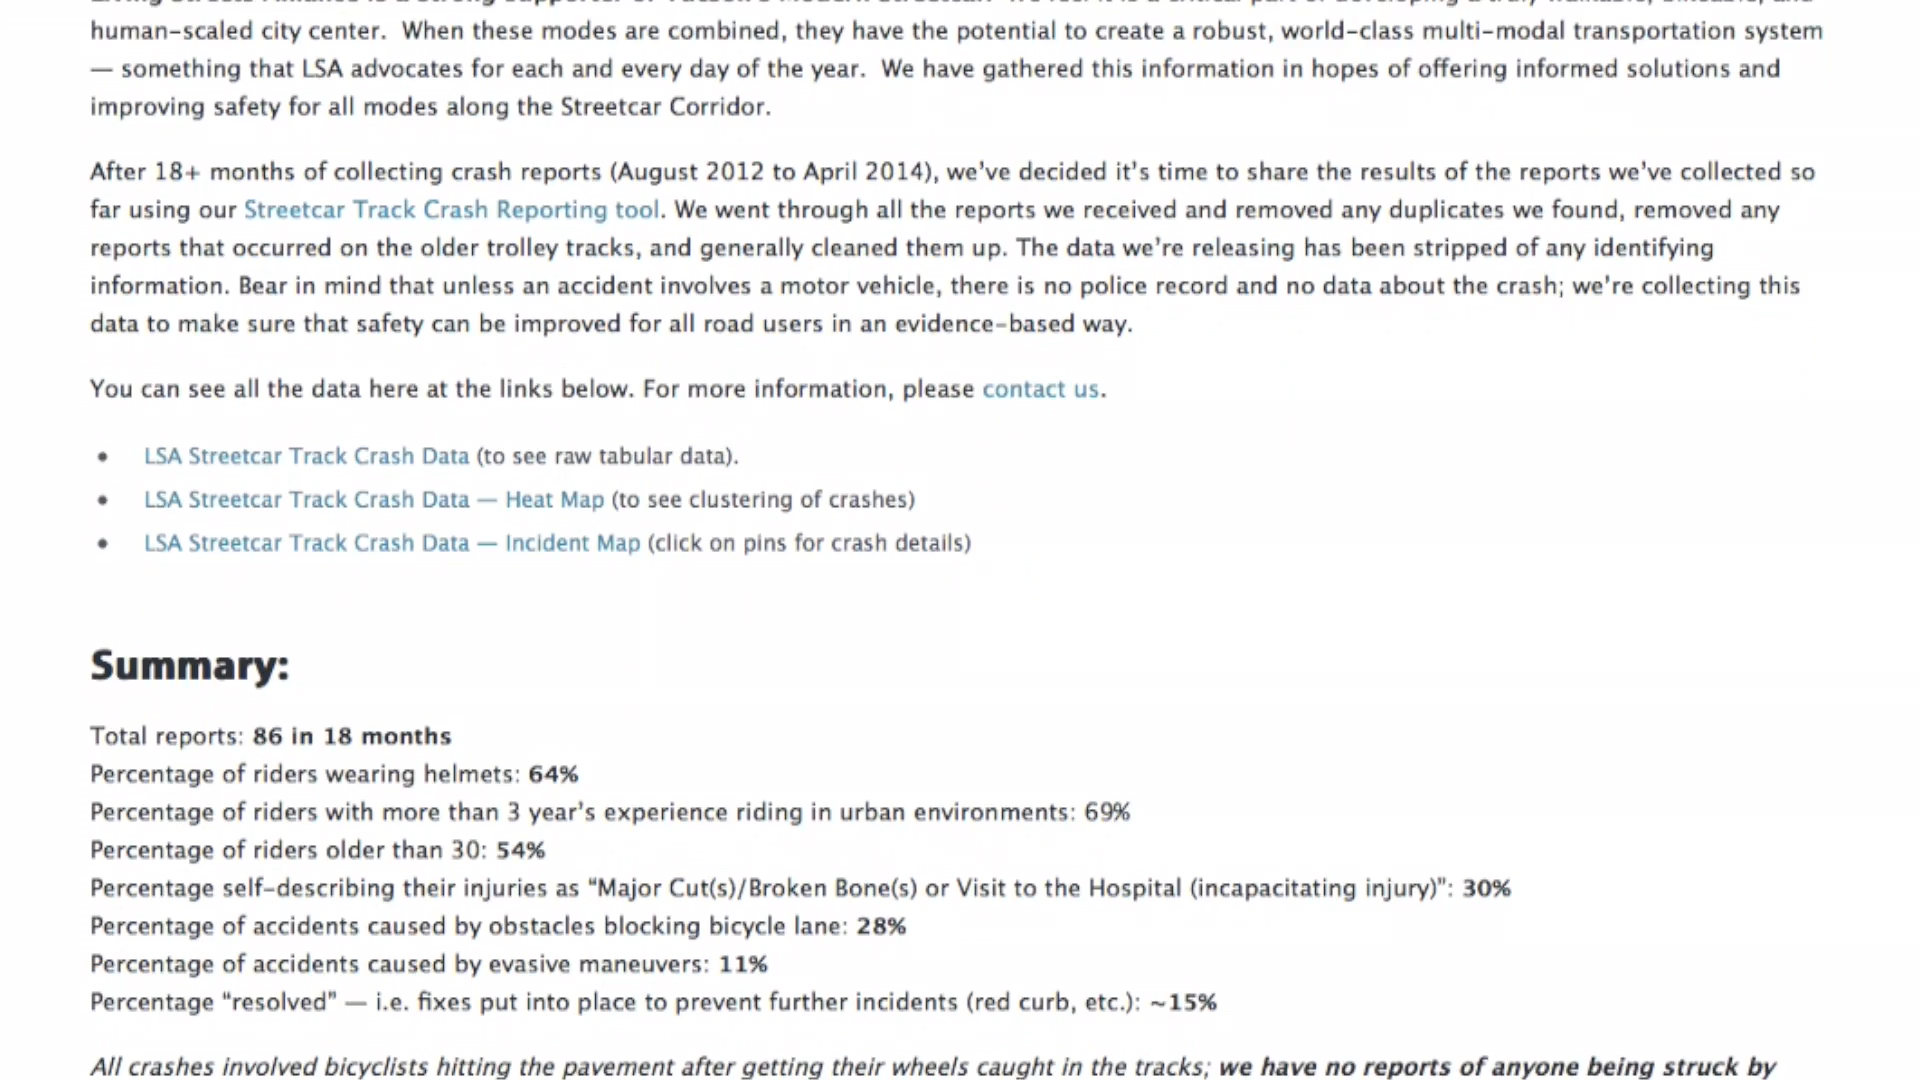 human-scaled city center. When these modes are combined, they have the potential to create a robust, world-class multi-modal transportation system
— something that LSA advocates for each and every day of the year. We have gathered this information in hopes of offering informed solutions and
improving safety for all modes along the Streetcar Corridor.
After 18+ months of collecting crash reports (August 2012 to April 2014), we've decided it's time to share the results of the reports we've collected so
far using our Streetcar Track Crash Reporting tool. We went through all the reports we received and removed any duplicates we found, removed any
reports that occurred on the older trolley tracks, and generally cleaned them up. The data we're releasing has been stripped of any identifying
information. Bear in mind that unless an accident involves a motor vehicle, there is no police record and no data about the crash; we're collecting this
data to make sure that safety can be improved for all road users in an evidence-based way.
You can see all the data here at the links below. For more information, please contact us.
• LSA Streetcar Track Crash Data (to see raw tabular data).
• LSA Streetcar Track Crash Data — Heat Map (to see clustering of crashes)
• LSA Streetcar Track Crash Data — Incident Map (click on pins for crash details)
Summary:
Total reports: 86 in 18 months
Percentage of riders wearing helmets: 64%
Percentage of riders with more than 3 year's experience riding in urban environments: 69%
Percentage of riders older than 30: 54%
Percentage self-describing their injuries as "Major Cut(s)/Broken Bone(s) or Visit to the Hospital (incapacitating injury)": 30%
Percentage of accidents caused by obstacles blocking bicycle lane: 28%
Percentage of accidents caused by evasive maneuvers: 11%
Percentage "resolved" — i.e. fixes put into place to prevent further incidents (red curb, etc.): ~15%
All crashes involved bicyclists hitting the pavement after getting their wheels caught in the tracks; we have no reports of anyone being struck by